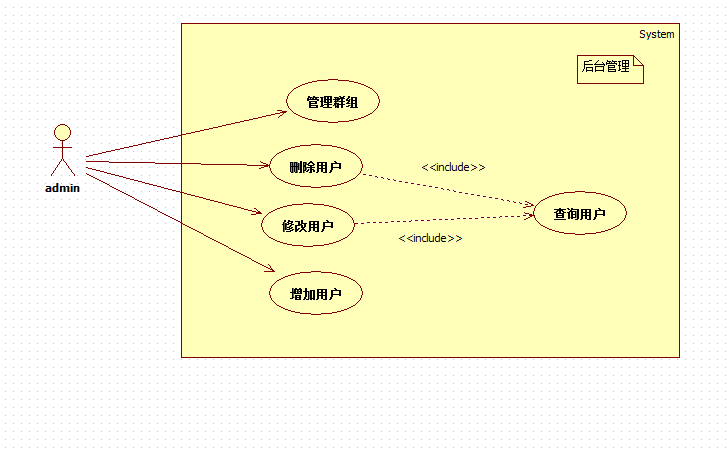 System
后台管理
管理群组
删除用户
<<include>>
admin
查询用户
修改用户
<<include>>
增加用户